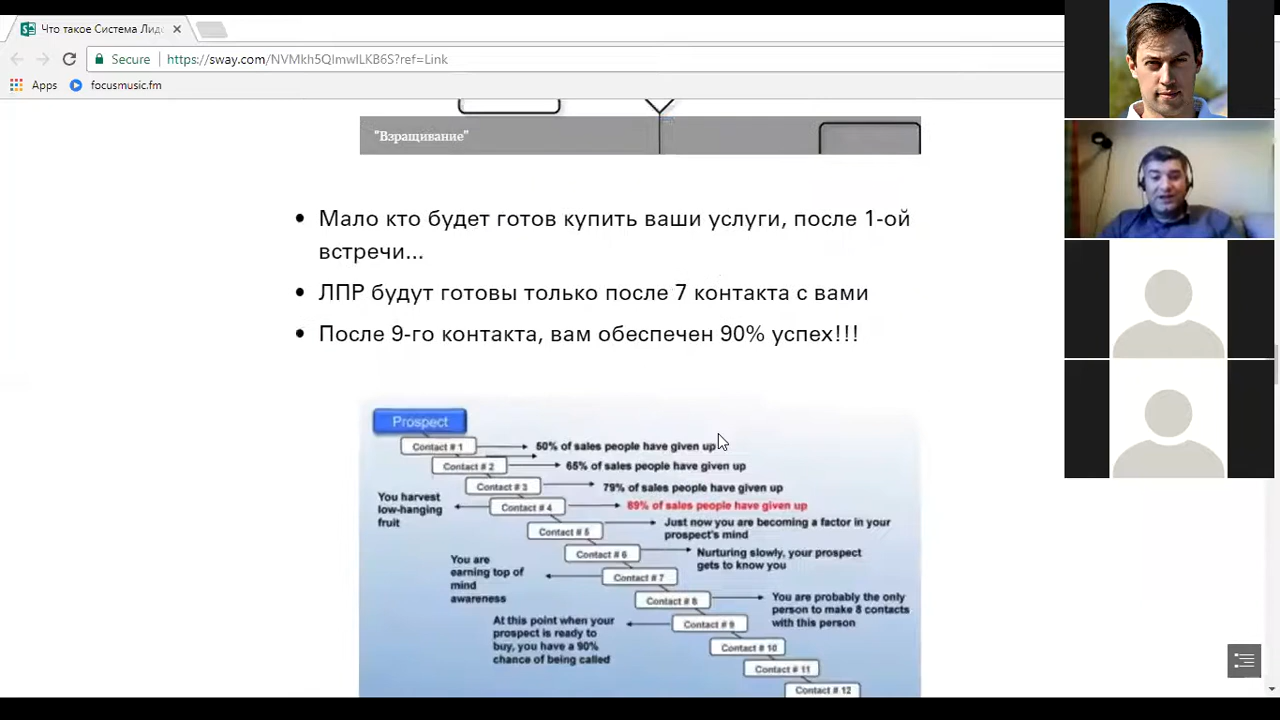 Что такое Система Лидо
Secure https://sway.com/NVMkh5QImwILKB6S?ref=Link
Apps focusmusic.fm
"Взращивание"
• Мало кто будет готов купить ваши услуги, после 1-ой
встречи...
• ЛПР будут готовы только после 7 контакта с вами
• После 9-го контакта, вам обеспечен 90% успех!!!
Prospect
Contact # 1
50% of sales people have given up
Contact # 2
65% of sales people have given up
Contact # 3
79% of sales people have given up
You harvest
low-hanging
fruit
Contact # 4
89% of sales people have given up
Contact # 5
Just now you are becoming a factor in your
prospect's mind
Contact # 6
Nurturing slowly, your prospect
gets to know you
You are
earning top of
mind
awareness
Contact # 7
Contact # 8
You are probably the only
person to make 8 contacts
with this person
At this point when your
prospect is ready to
buy, you have a 90%
chance of being called
Contact # 9
Contact # 10
Contact # 11
Contact # 12